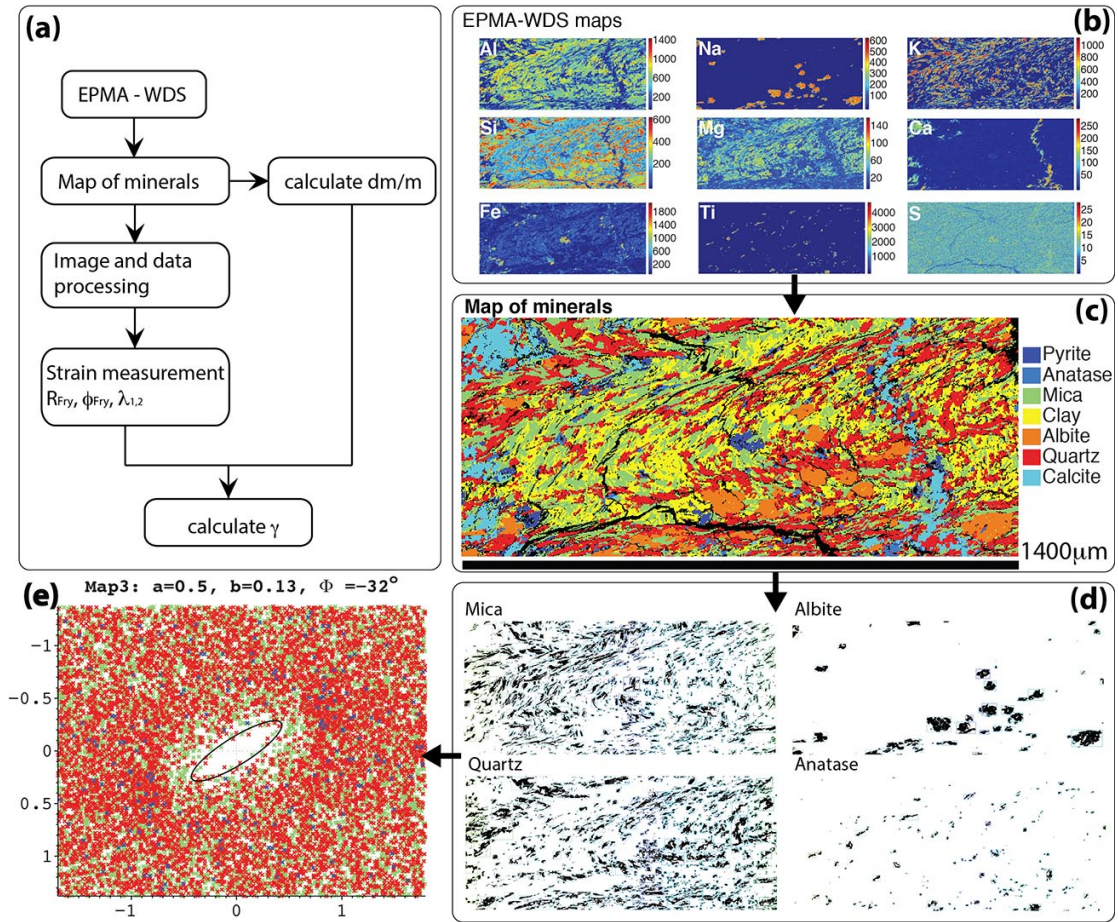 (a)
EPMA - WDS
Map of minerals
calculate dm/m
Image and data
processing
Strain measurement
RFry, ϕFry, λ1,2
calculate γ
EPMA-WDS maps
(b)
Al
1400
1000
600
200
Na
600
500
400
300
200
100
K
1000
800
600
400
200
Si
600
400
200
Mg
140
100
60
20
Ca
250
200
150
100
50
Fe
1800
1400
1000
600
200
Ti
4000
3000
2000
1000
S
25
20
15
10
5
Map of minerals
(c)
Pyrite
Anatase
Mica
Clay
Albite
Quartz
Calcite
1400μm
(d)
Mica
Albite
Quartz
Anatase
(e)
Map3: a=0.5, b=0.13, Φ =−32°
−1
−0.5
0
0.5
1
−1
0
1